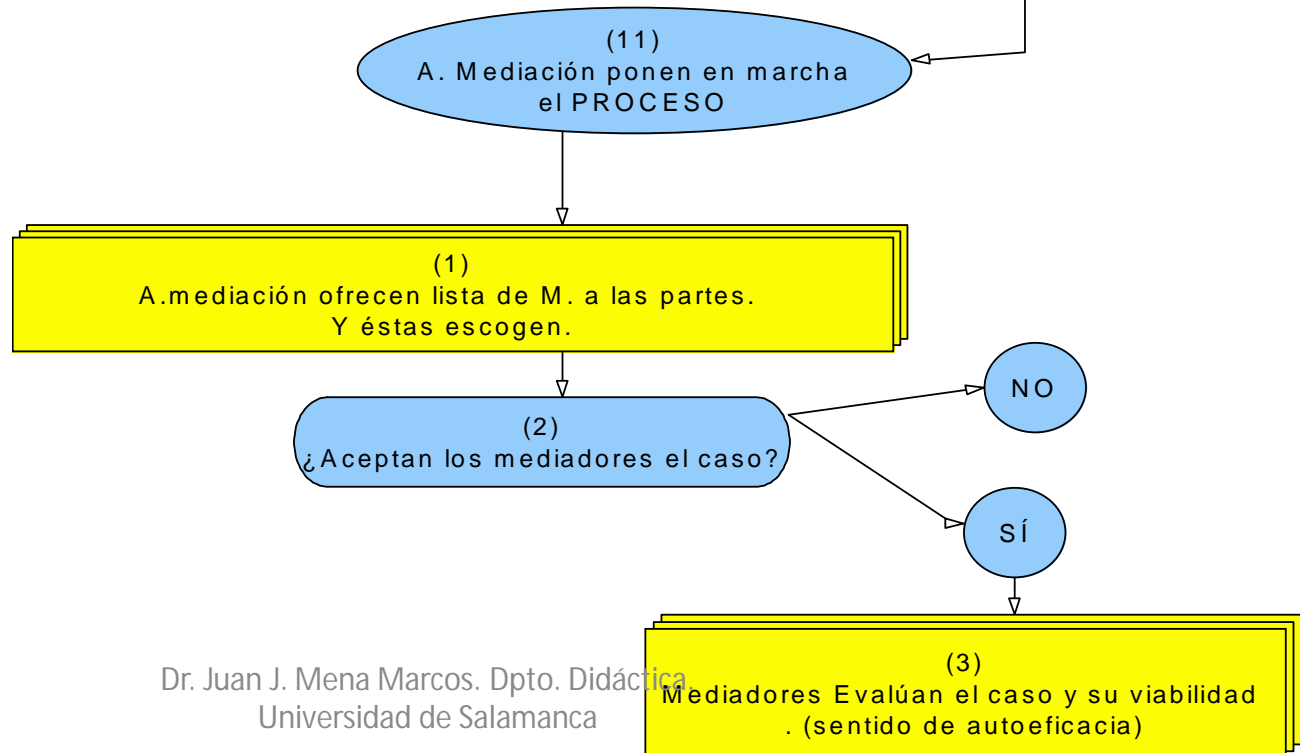 (11)
A. Mediación ponen en marcha
el PROCESO
(1)
A.mediación ofrecen lista de M. a las partes.
Y éstas escogen.
(2)
¿Aceptan los mediadores el caso?
NO
SÍ
(3)
Mediadores Evalúan el caso y su viabilidad
. (sentido de autoeficacia)
Dr. Juan J. Mena Marcos. Dpto. Didáctica.
Universidad de Salamanca